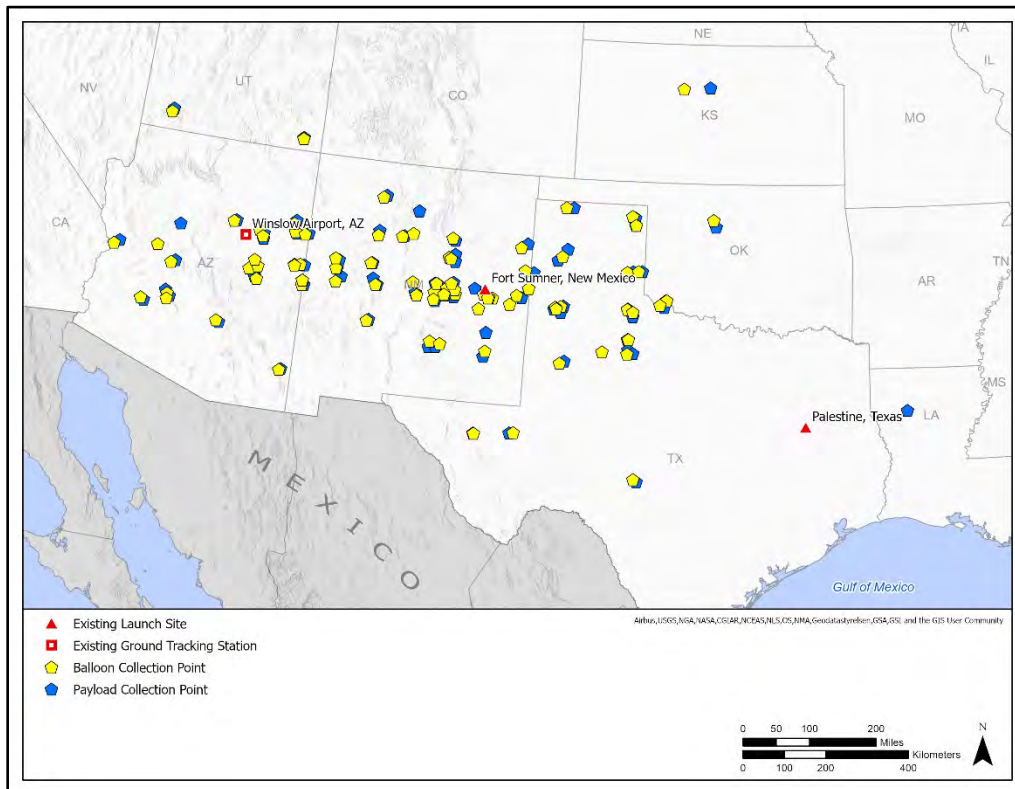 NE
IA
IL
NV
UT
CO
KS
MO
CA
Winslow Airport, AZ
AZ
NM
Fort Sumner, New Mexico
OK
TN
AR
MS
Palestine, Texas
LA
TX
MEXICO
Gulf of Mexico
Existing Launch Site
Airbus,USGS,NGA,NASA,CGIAR,NCEAS,NLS,OS,NMA,Geodatastyrelsen,GSA,GSI, and the GIS User Community
Existing Ground Tracking Station
Balloon Collection Point
Payload Collection Point
0 50 100 200
Miles
Kilometers
0 100 200 400
N